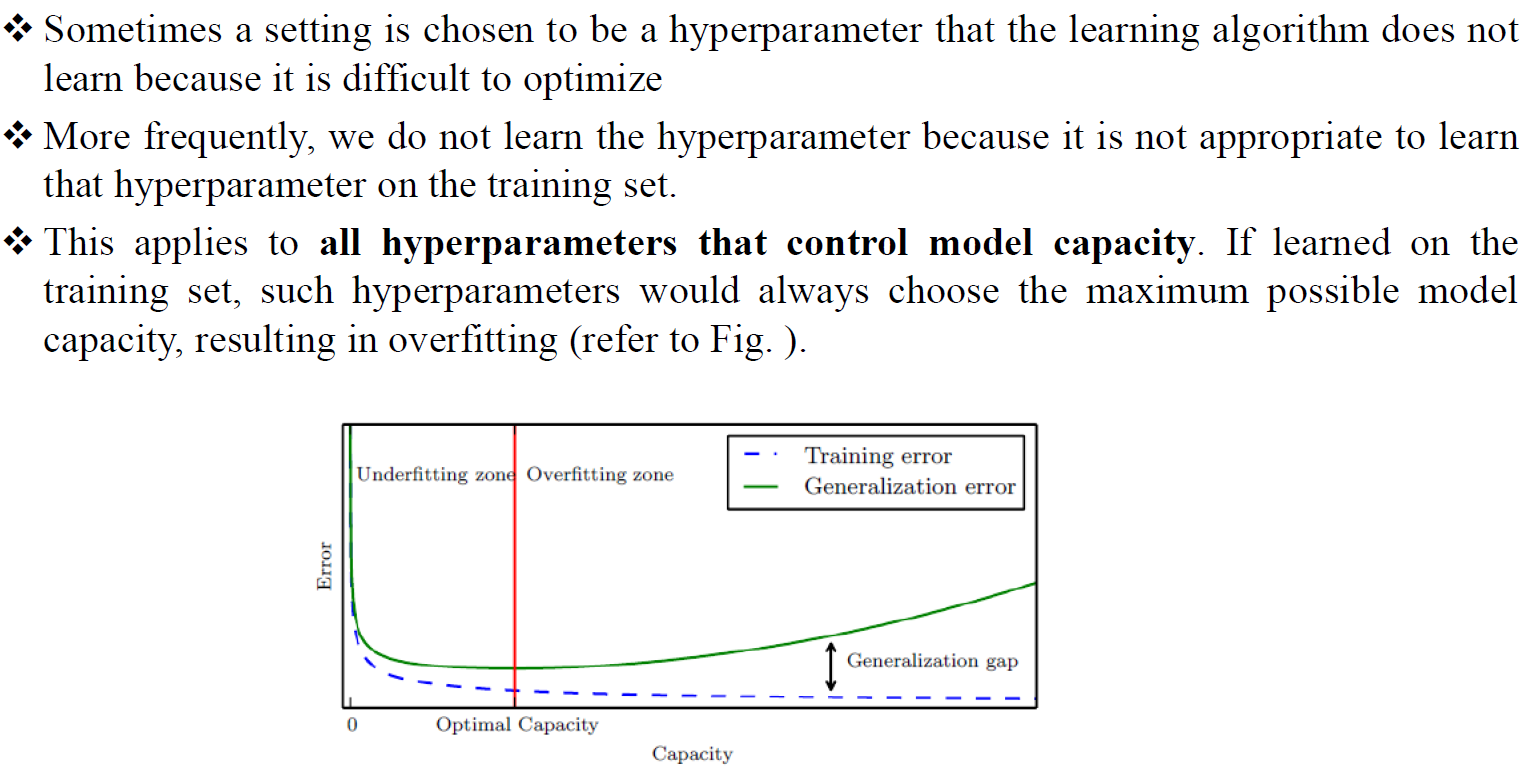 ❖ Sometimes a setting is chosen to be a hyperparameter that the learning algorithm does not
learn because it is difficult to optimize
❖ More frequently, we do not learn the hyperparameter because it is not appropriate to learn
that hyperparameter on the training set.
❖ This applies to all hyperparameters that control model capacity. If learned on the
training set, such hyperparameters would always choose the maximum possible model
capacity, resulting in overfitting (refer to Fig. ).
Underfitting zone
Overfitting zone
Training error
Generalization error
Error
Generalization gap
0
Optimal Capacity
Capacity